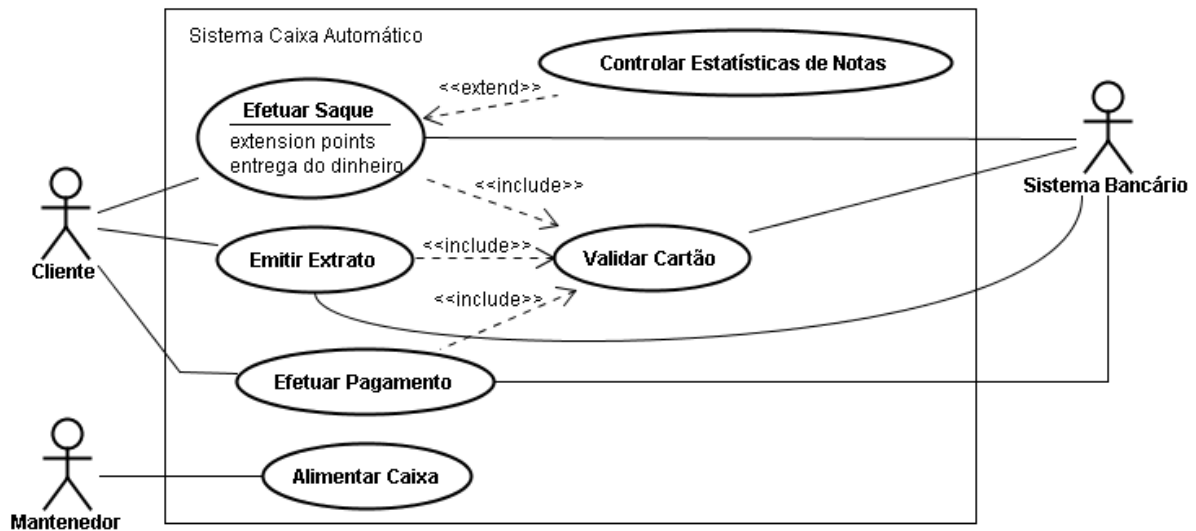 Sistema Caixa Automático
Controlar Estatísticas de Notas
<<extend>>
Efetuar Saque
extension points
entrega do dinheiro
<<include>>
Sistema Bancário
Cliente
Emitir Extrato
<<include>>
Validar Cartão
<<include>>
Efetuar Pagamento
Alimentar Caixa
Mantenedor